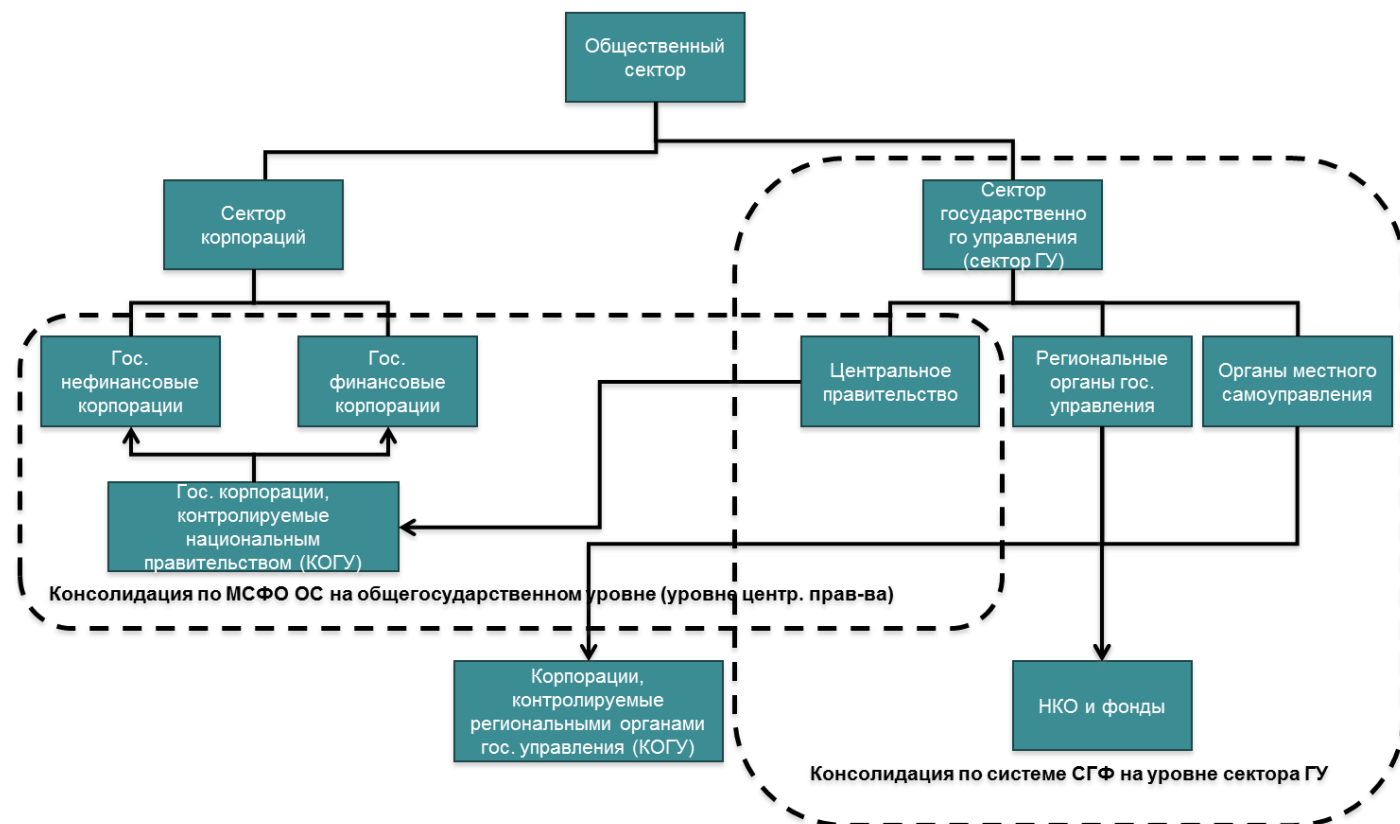 Общественный
сектор
Сектор
корпораций
Сектор
государственно
го управления
(сектор ГУ)
Гос.
нефинансовые
корпорации
Гос.
финансовые
корпорации
Центральное
правительство
Региональные
органы гос.
управления
Органы местного
самоуправления
Гос. корпорации,
контролируемые
национальным
правительством (КОГУ)
Консолидация по МСФО ОС на общегосударственном уровне (уровне центр. прав-ва)
Корпорации,
контролируемые
региональными органами
гос. управления (КОГУ)
НКО и фонды
Консолидация по системе СГФ на уровне сектора ГУ